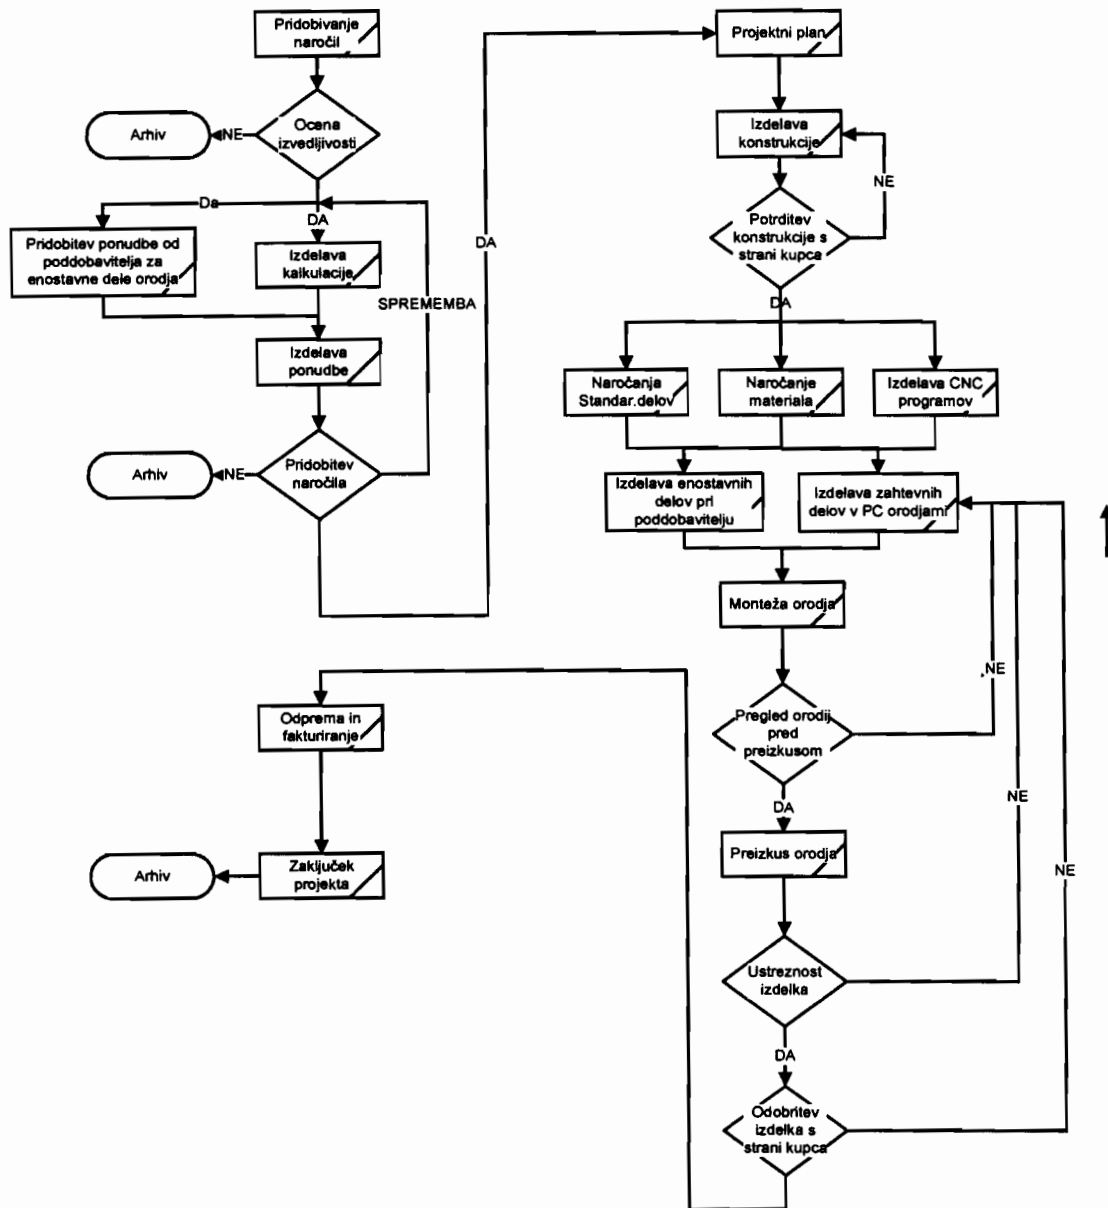 Pridobivanje
naročil
Ocena
izvedljivosti
NE
Arhiv
Da
DA
Pridobitev ponudbe od
poddobavitelja za
enostavne dele orodja
Izdelava
kalkulacije
SPREMEMBA
Izdelava
ponudbe
Pridobitev
naročila
NE
Arhiv
DA
Projektni plan
Izdelava
konstrukcije
NE
Potrditev
konstrukcije s
strani kupca
DA
Naročanja
Standar.delov
Naročanje
materiala
Izdelava CNC
programov
Izdelava enostavnih
delov pri
poddobavitelju
Izdelava zahtevnih
delov v PC orodjarni
Monteža orodja
NE
Pregled orodij
pred
preizkusom
DA
NE
Preizkus orodja
NE
Ustreznost
izdelka
DA
Odobritev
izdelka s
strani kupca
Odprema in
fakturiranje
Zaključek
projekta
Arhiv